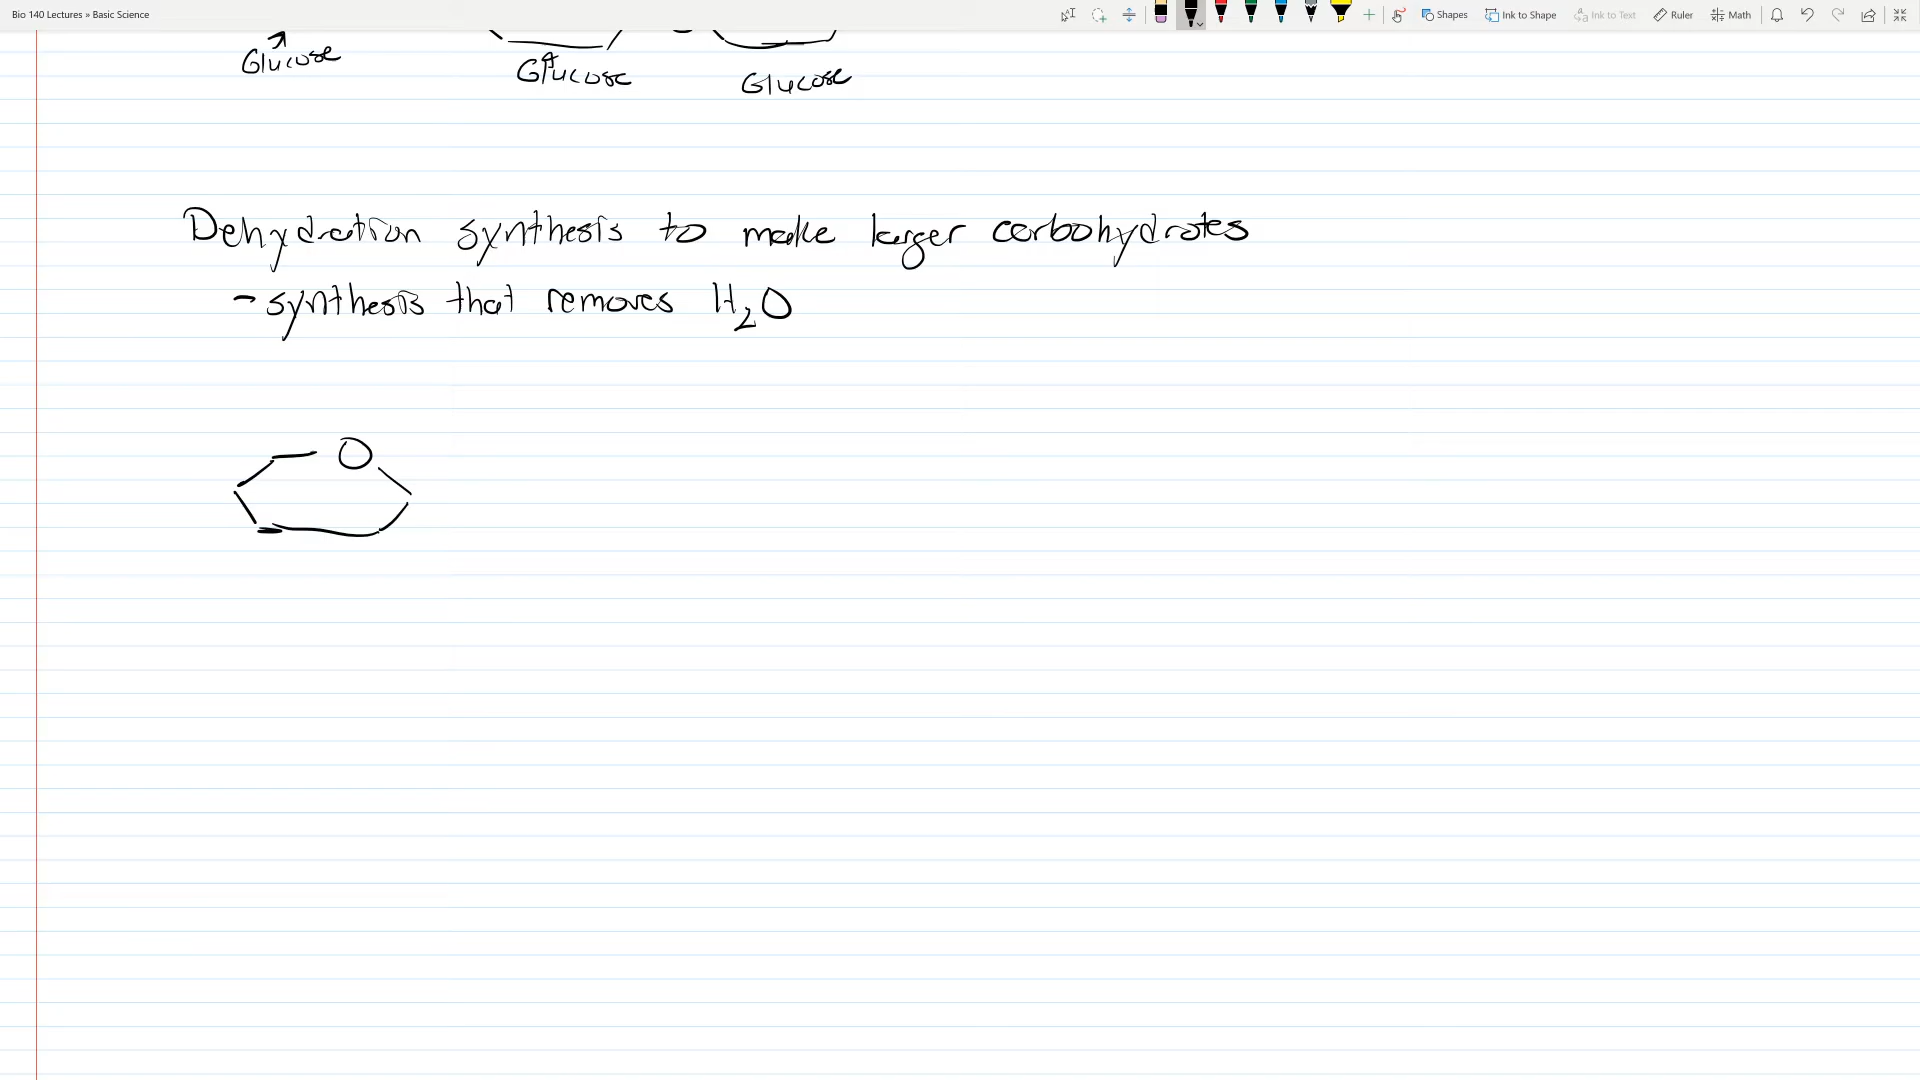 Bio 140 Lectures » Basic Science
Shapes Ink to Shape Ink to Text Ruler Math
Glucose Glucose Glucose
Dehydration synthesis to make larger carbohydrates
- synthesis that removes H₂O
O